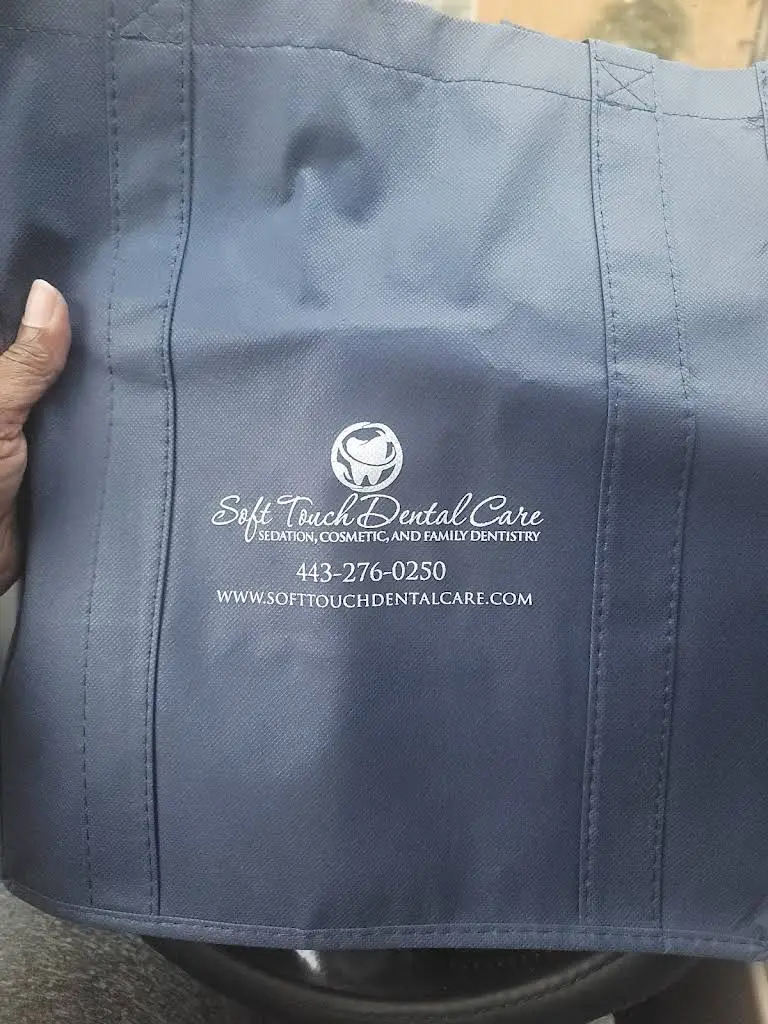 Soft Touch Dental Care
SEDATION, COSMETIC, AND FAMILY DENTISTRY
443-276-0250
WWW.SOFTTOUCHDENTALCARE.COM